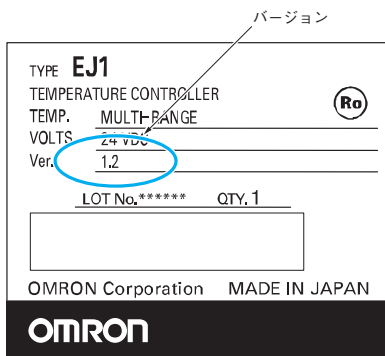 バージョン
TYPE EJ1
TEMPERATURE CONTROLLER
Ro
TEMP. MULTI-RANGE
VOLTS 24 VDC
Ver. 1.2
LOT No.****** QTY. 1
OMRON Corporation MADE IN JAPAN
OMRON